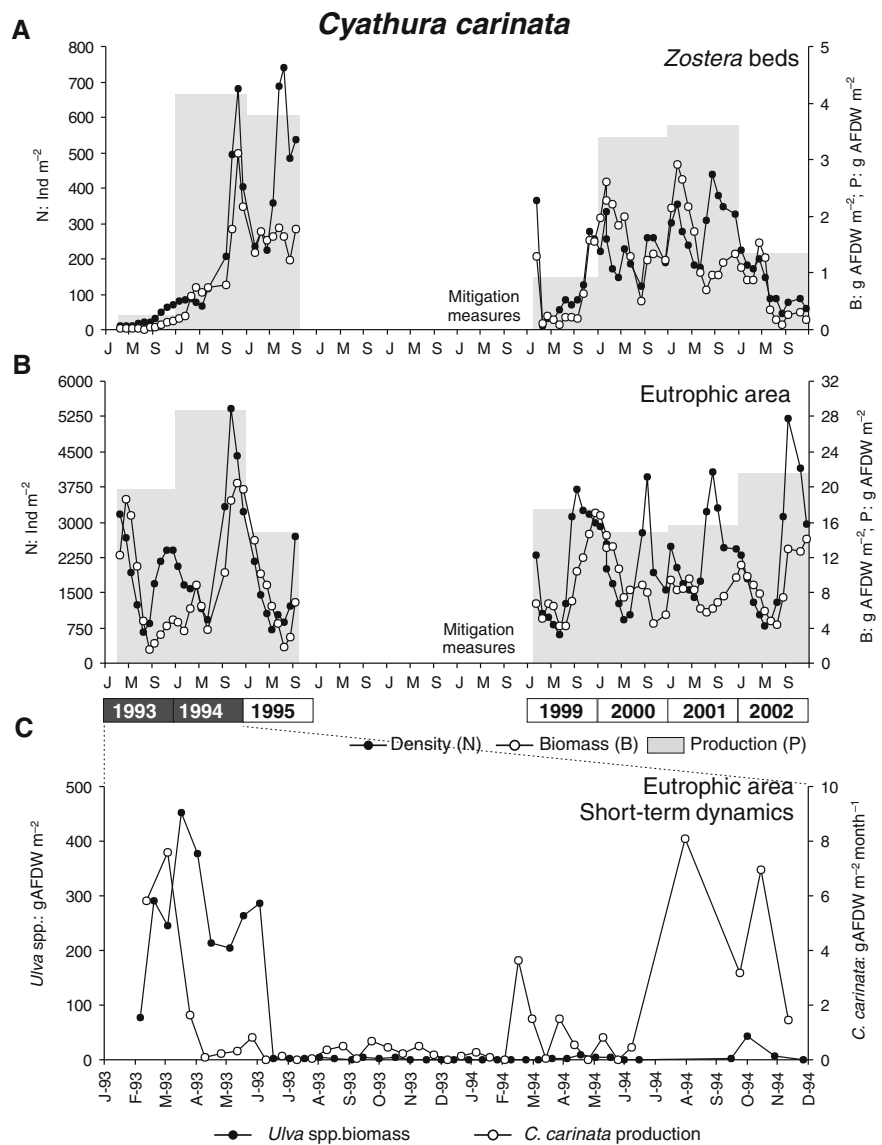 Cyathura carinata
A
Zostera beds
N: Ind m⁻²
800
700
600
500
400
300
200
100
0
5
4
3
2
1
0
B: g AFDW m⁻²; P: g AFDW m⁻²
Mitigation
measures
J M S J M S J M S J M S J M S J M S J M S J M S J M S J M S
B
Eutrophic area
N: Ind m⁻²
6000
5250
4500
3750
3000
2250
1500
750
0
32
28
24
20
16
12
8
4
0
B: g AFDW m⁻²; P: g AFDW m⁻²
Mitigation
measures
J M S J M S J M S J M S J M S J M S J M S J M S J M S J M S
1993 1994 1995 1999 2000 2001 2002
Density (N) Biomass (B) Production (P)
C
Eutrophic area
Short-term dynamics
Ulva spp.: gAFDW m⁻²
500
400
300
200
100
0
10
8
6
4
2
0
C. carinata: gAFDW m⁻² month⁻¹
J-93 F-93 M-93 A-93 M-93 J-93 J-93 A-93 S-93 O-93 N-93 D-93 J-94 F-94 M-94 A-94 M-94 J-94 J-94 A-94 S-94 O-94 N-94 D-94
Ulva spp.biomass C. carinata production